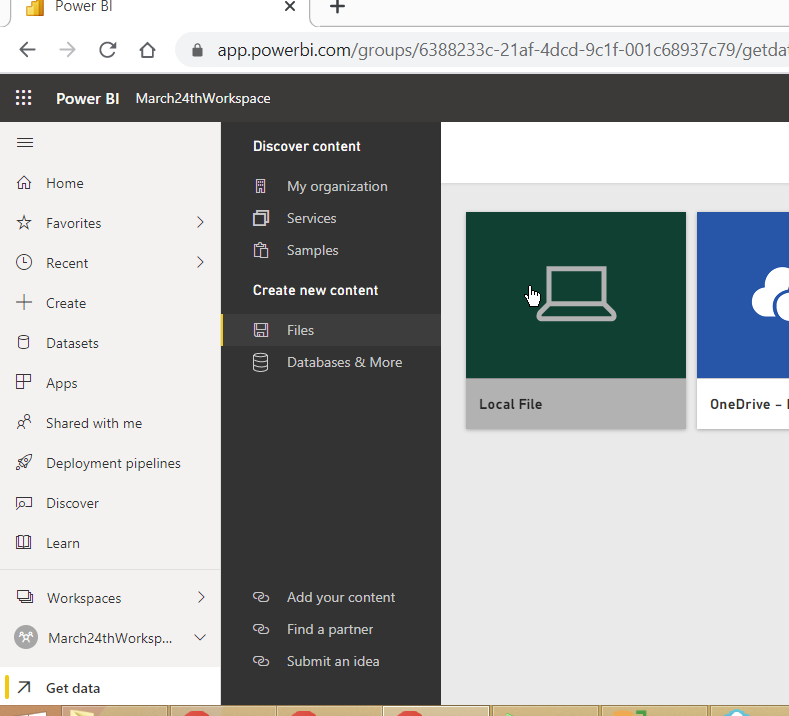 Power BI
app.powerbi.com/groups/6388233c-21af-4dcd-9c1f-001c68937c79/getda
Power BI March24thWorkspace
Home
Favorites
Recent
Create
Datasets
Apps
Shared with me
Deployment pipelines
Discover
Learn
Workspaces
March24thWorksp...
Get data
Discover content
My organization
Services
Samples
Create new content
Files
Databases & More
Add your content
Find a partner
Submit an idea
Local File
OneDrive –